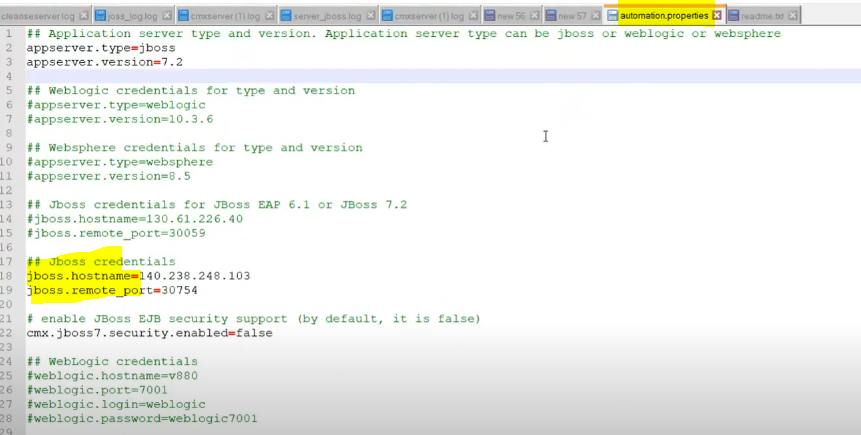 cleanseserver.log joss_log.log cmxserver (1).log server_jboss.log cmxserver (1).log new 56 new 57 automation.properties readme.txt
1 ## Application server type and version. Application server type can be jboss or weblogic or websphere
2 appserver.type=jboss
3 appserver.version=7.2
4
5 ## Weblogic credentials for type and version
6 #appserver.type=weblogic
7 #appserver.version=10.3.6
8
9 ## Websphere credentials for type and version
10 #appserver.type=websphere
11 #appserver.version=8.5
12
13 ## Jboss credentials for JBoss EAP 6.1 or JBoss 7.2
14 #jboss.hostname=130.61.226.40
15 #jboss.remote_port=30059
16
17 ## Jboss credentials
18 jboss.hostname=140.238.248.103
19 jboss.remote_port=30754
20
21 # enable JBoss EJB security support (by default, it is false)
22 cmx.jboss7.security.enabled=false
23
24 ## WebLogic credentials
25 #weblogic.hostname=v880
26 #weblogic.port=7001
27 #weblogic.login=weblogic
28 #weblogic.password=weblogic7001
29